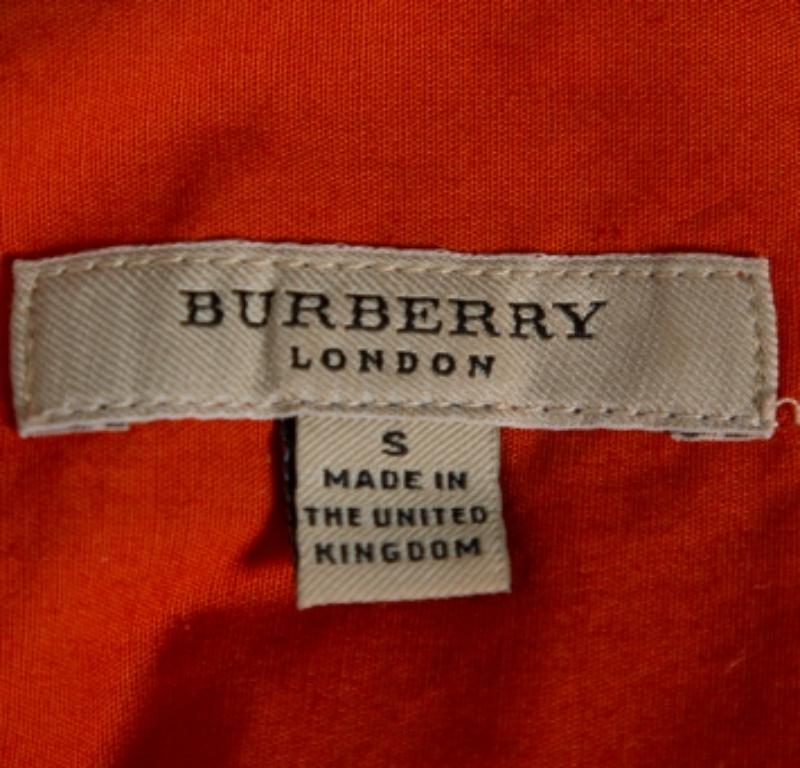 BURBERRY
LONDON
S
MADE IN
THE UNITED
KINGDOM